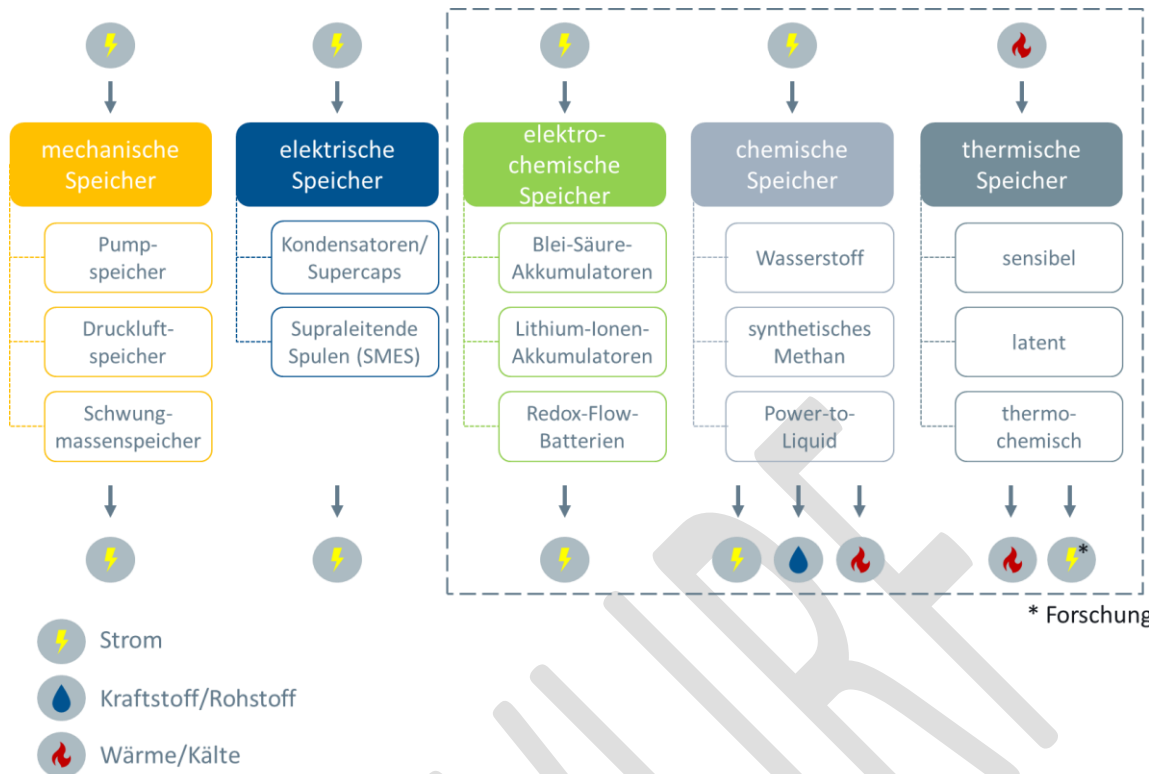 mechanische
Speicher
elektrische
Speicher
elektro-
chemische
Speicher
chemische
Speicher
thermische
Speicher
Pump-
speicher
Kondensatoren/
Supercaps
Blei-Säure-
Akkumulatoren
Wasserstoff
sensibel
Druckluft-
speicher
Supraleitende
Spulen (SMES)
Lithium-Ionen-
Akkumulatoren
synthetisches
Methan
latent
Schwung-
massenspeicher
Redox-Flow-
Batterien
Power-to-
Liquid
thermo-
chemisch
*
* Forschung
Strom
Kraftstoff/Rohstoff
Wärme/Kälte